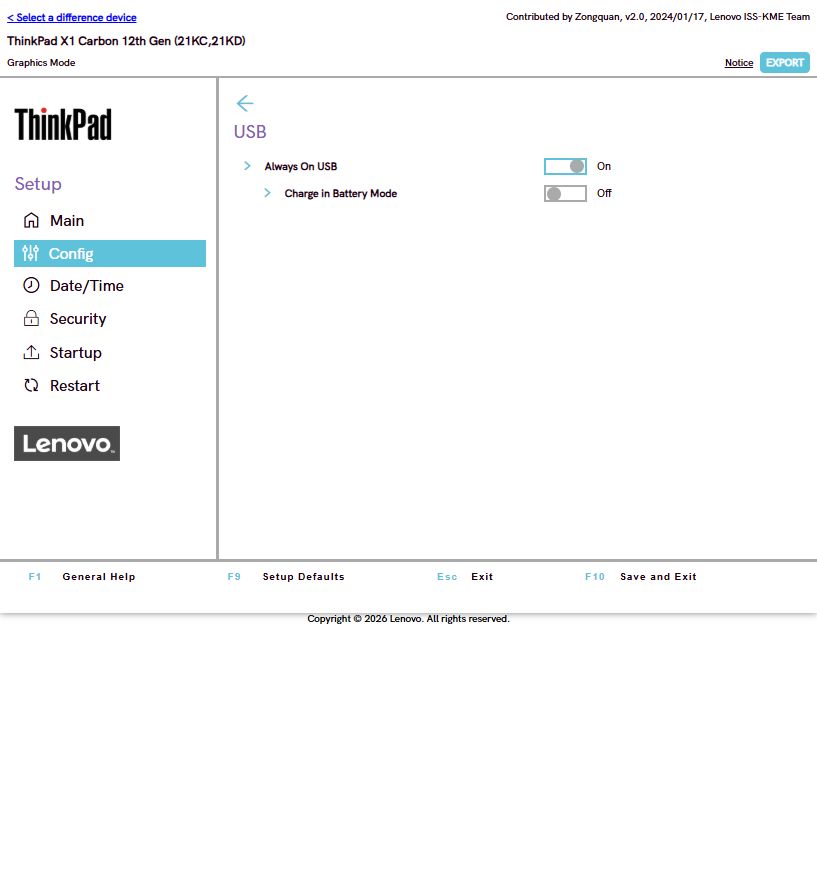 < Select a difference device
Contributed by Zongquan, v2.0, 2024/01/17, Lenovo ISS-KME Team
ThinkPad X1 Carbon 12th Gen (21KC,21KD)
Graphics Mode
Notice
EXPORT
ThinkPad
Setup
Main
Config
Date/Time
Security
Startup
Restart
Lenovo™
USB
Always On USB
On
Charge in Battery Mode
Off
F1 General Help
F9 Setup Defaults
Esc Exit
F10 Save and Exit
Copyright © 2026 Lenovo. All rights reserved.